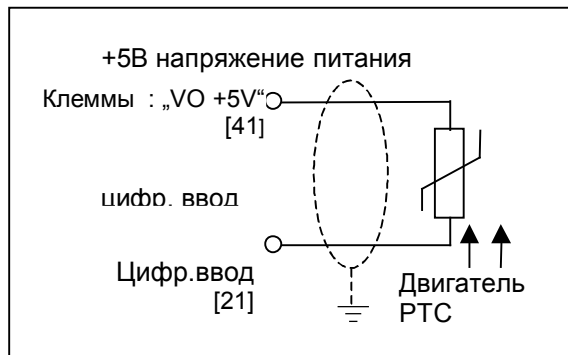 +5В напряжение питания
Клеммы : „VO +5V“
[41]
цифр. ввод
Цифр.ввод
[21]
Двигатель
PTC